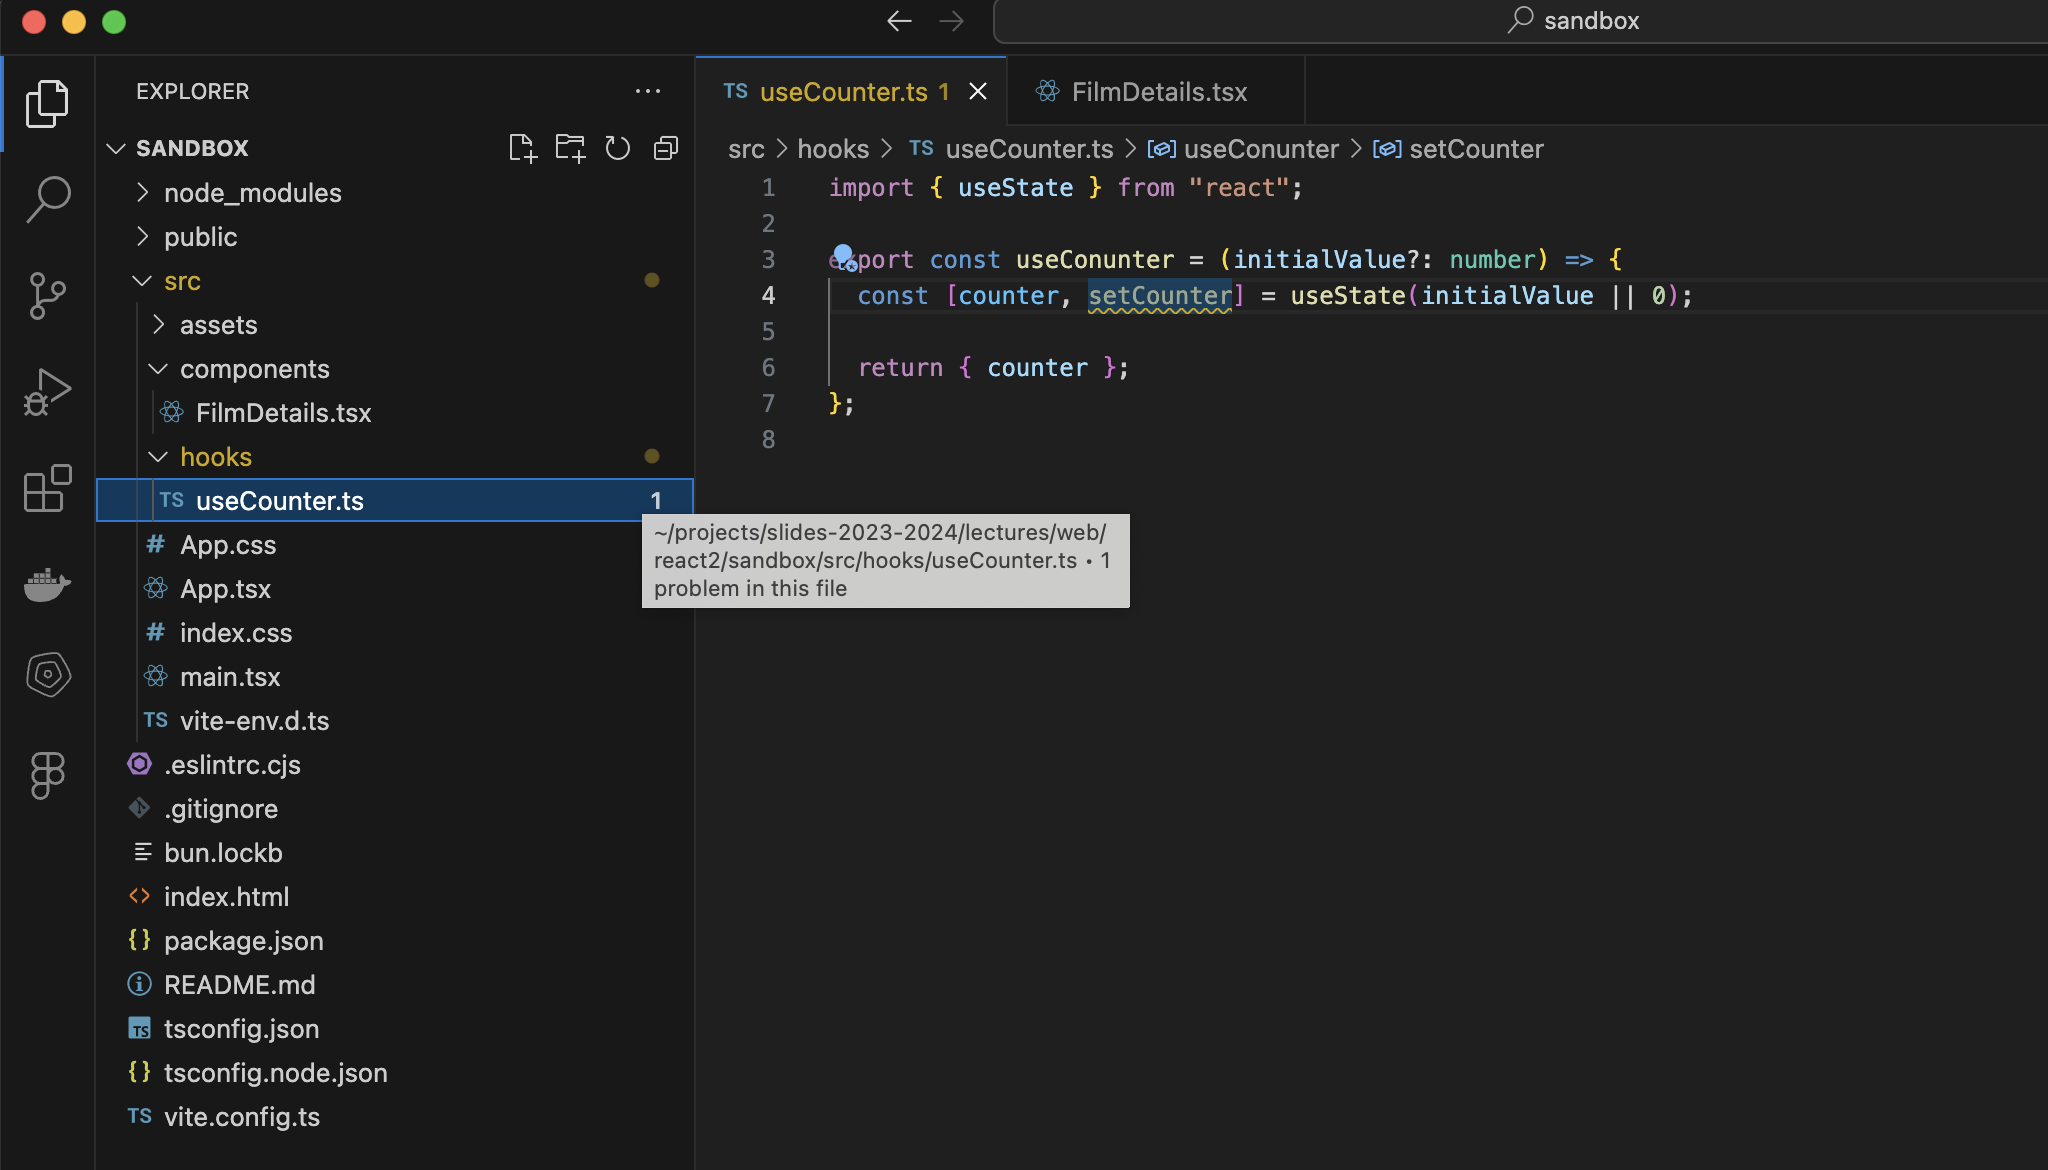 sandbox
EXPLORER
SANDBOX
node_modules
public
src
assets
components
FilmDetails.tsx
hooks
TS useCounter.ts 1
# App.css
App.tsx
# index.css
main.tsx
TS vite-env.d.ts
.eslintrc.cjs
.gitignore
bun.lockb
<> index.html
{} package.json
README.md
TS tsconfig.json
{} tsconfig.node.json
TS vite.config.ts
TS useCounter.ts 1
FilmDetails.tsx
src > hooks > TS useCounter.ts > useConunter > setCounter
1 import { useState } from "react";
2
3 export const useConunter = (initialValue?: number) => {
4 const [counter, setCounter] = useState(initialValue || 0);
5
6 return { counter };
7 };
8
~/projects/slides-2023-2024/lectures/web/
react2/sandbox/src/hooks/useCounter.ts • 1
problem in this file